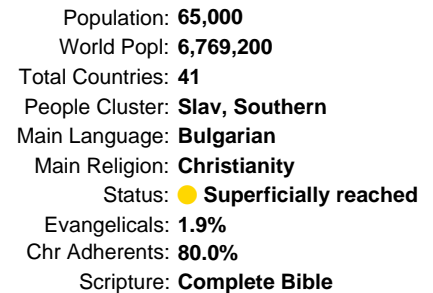 Population: 65,000
World Popl: 6,769,200
Total Countries: 41
People Cluster: Slav, Southern
Main Language: Bulgarian
Main Religion: Christianity
Status: Superficially reached
Evangelicals: 1.9%
Chr Adherents: 80.0%
Scripture: Complete Bible